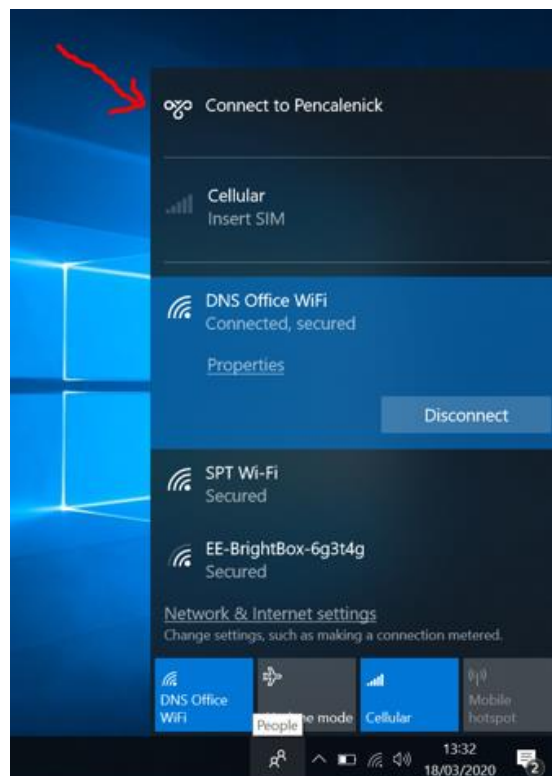 Connect to Pencalenick
Cellular
Insert SIM
DNS Office WiFi
Connected, secured
Properties
Disconnect
SPT Wi-Fi
Secured
EE-BrightBox-6g3t4g
Secured
Network & Internet settings
Change settings, such as making a connection metered.
DNS Office
WiFi
People
mode
Cellular
Mobile
hotspot
13:32
18/03/2020
2